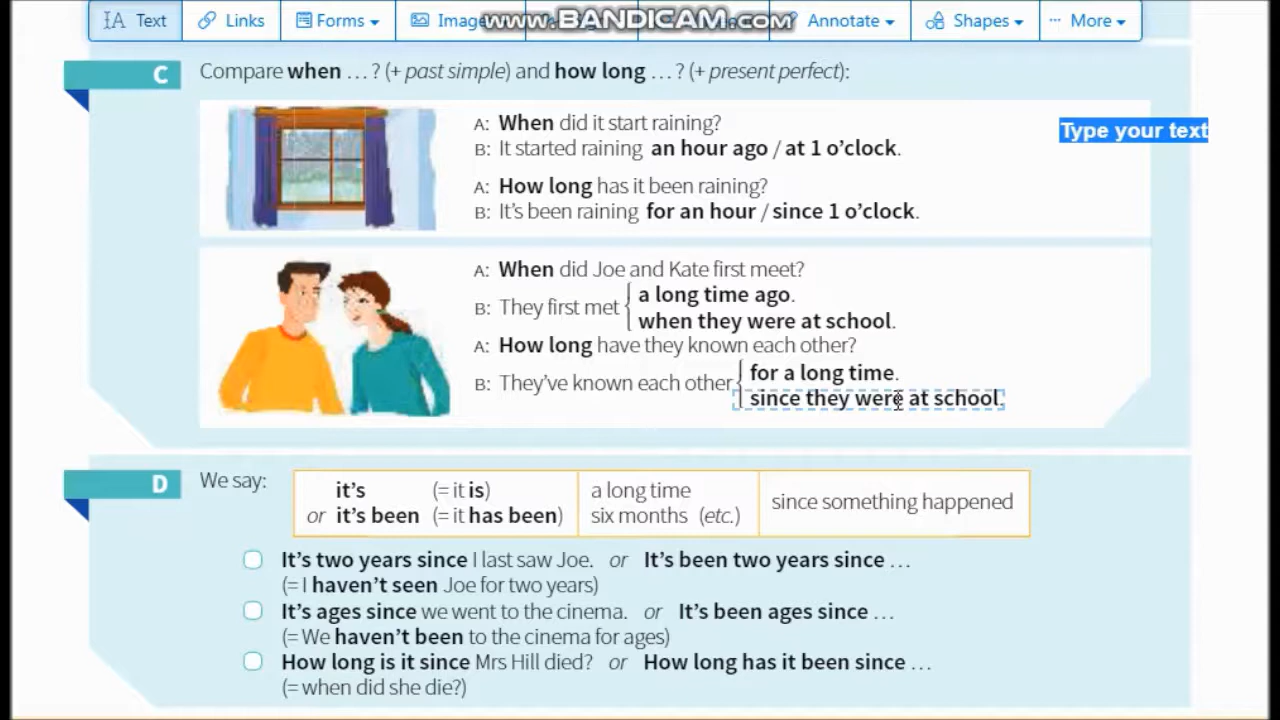 Text Links Forms Image Annotate Shapes More
www.BANDICAM.com
C Compare when …? (+ past simple) and how long …? (+ present perfect):
A: When did it start raining?
Type your text
B: It started raining an hour ago / at 1 o'clock.
A: How long has it been raining?
B: It's been raining for an hour / since 1 o'clock.
A: When did Joe and Kate first meet?
B: They first met { a long time ago.
when they were at school.
A: How long have they known each other?
B: They've known each other { for a long time.
since they were at school.
D We say:
it's (= it is) a long time since something happened
or it's been (= it has been) six months (etc.)
It's two years since I last saw Joe. or It's been two years since …
(= I haven't seen Joe for two years)
It's ages since we went to the cinema. or It's been ages since …
(= We haven't been to the cinema for ages)
How long is it since Mrs Hill died? or How long has it been since …
(= when did she die?)